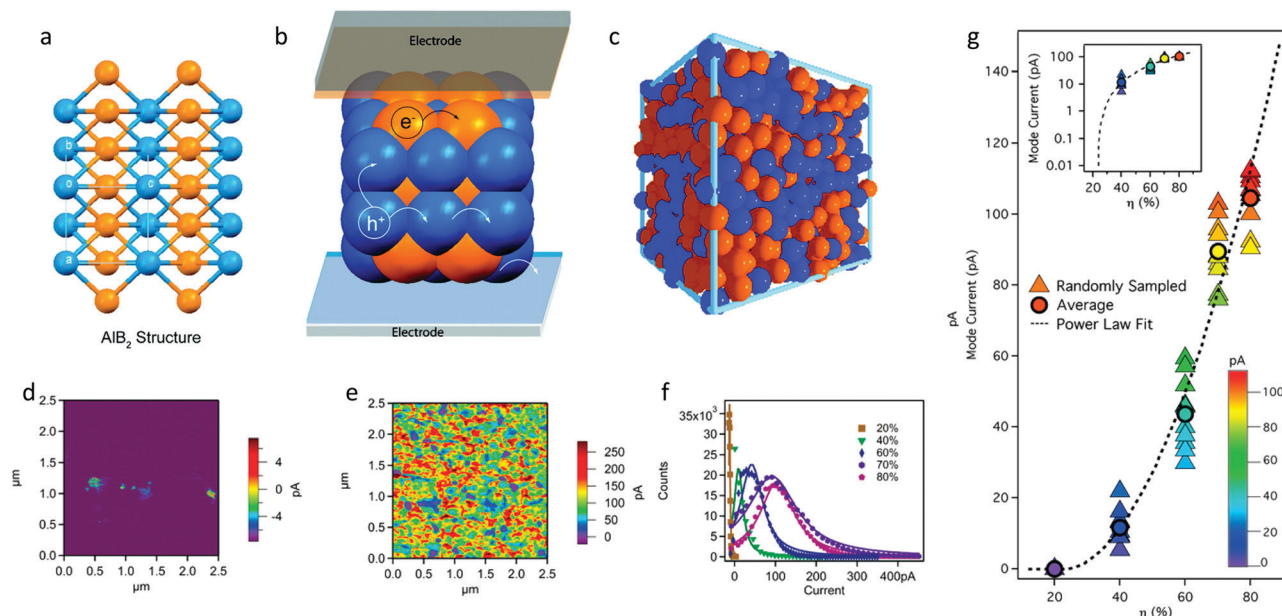 a
b
o
c
a
AlB2 Structure
b
Electrode
e-
h+
Electrode
c
d
2.5
2.0
1.5
1.0
0.5
0.0
µm
0.0 0.5 1.0 1.5 2.0 2.5
µm
4
2
0
-2
-4
pA
e
2.5
2.0
1.5
1.0
0.5
0.0
µm
0.0 0.5 1.0 1.5 2.0 2.5
µm
250
200
150
100
50
0
pA
f
35x10³
30
25
20
15
10
5
0
Counts
20%
40%
60%
70%
80%
0 100 200 300 400pA
Current
g
140
120
100
80
60
40
20
0
pA
Mode Current (pA)
100
10
1
0.1
0.01
Mode Current (pA)
20 40 60 80
η (%)
Randomly Sampled
Average
Power Law Fit
pA
100
80
60
40
20
0
20 40 60 80
η (%)